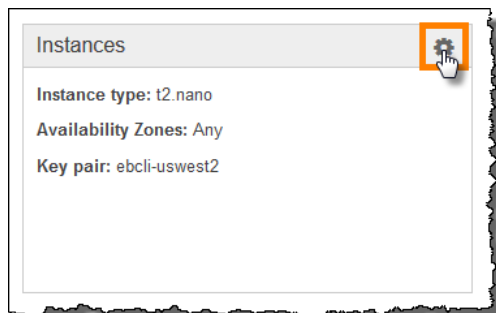 Instances
Instance type: t2.nano
Availability Zones: Any
Key pair: ebcli-uswest2